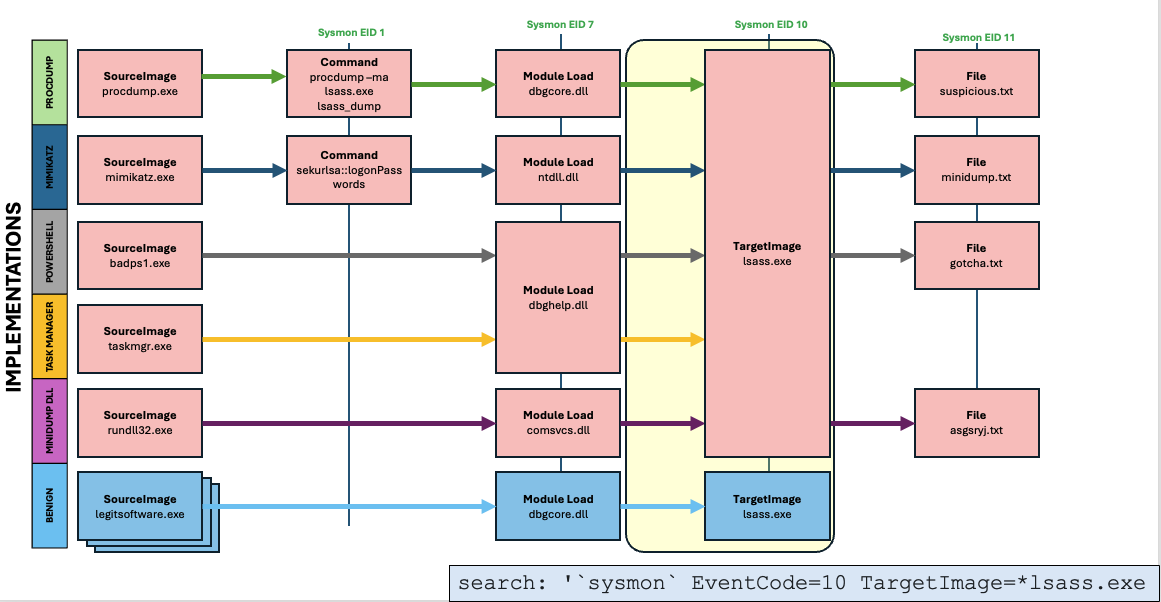 Sysmon EID 1
Sysmon EID 7
Sysmon EID 10
Sysmon EID 11
IMPLEMENTATIONS
PROCDUMP
SourceImage
procdump.exe
Command
procdump –ma
lsass.exe
lsass_dump
Module Load
dbgcore.dll
File
suspicious.txt
MIMIKATZ
SourceImage
mimikatz.exe
Command
sekurlsa::logonPass
words
Module Load
ntdll.dll
File
minidump.txt
POWERSHELL
SourceImage
badps1.exe
Module Load
dbghelp.dll
TargetImage
lsass.exe
File
gotcha.txt
TASK MANAGER
SourceImage
taskmgr.exe
MINIDUMP DLL
SourceImage
rundll32.exe
Module Load
comsvcs.dll
File
asgsryj.txt
BENIGN
SourceImage
legitsoftware.exe
Module Load
dbgcore.dll
TargetImage
lsass.exe
search: '`sysmon` EventCode=10 TargetImage=*lsass.exe